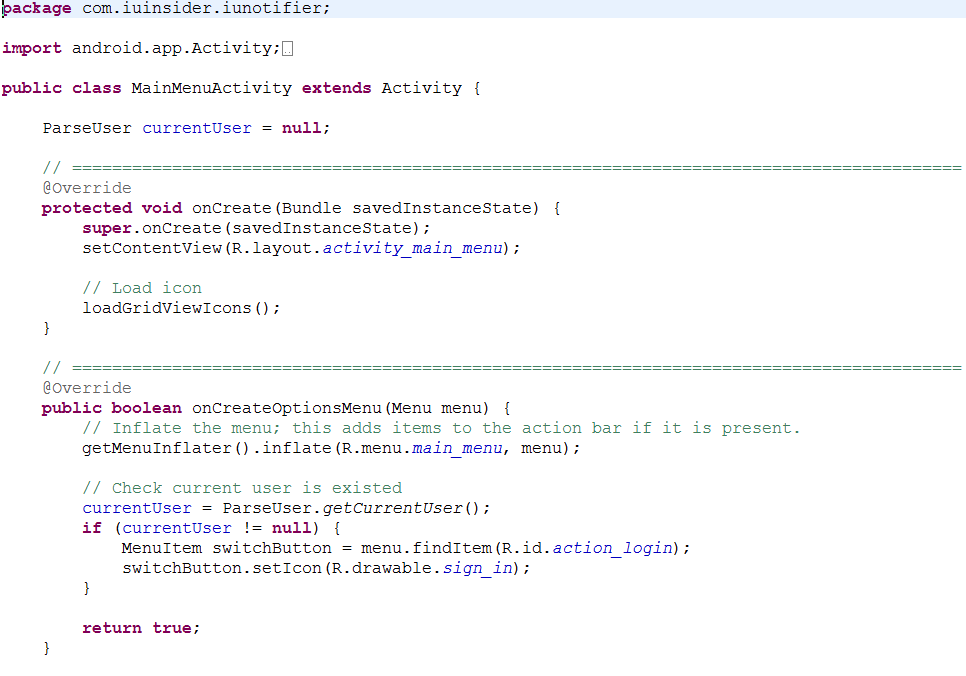 package com.iuinsider.iunotifier;
import android.app.Activity;
public class MainMenuActivity extends Activity {
ParseUser currentUser = null;
// =========================================================================================
@Override
protected void onCreate(Bundle savedInstanceState) {
super.onCreate(savedInstanceState);
setContentView(R.layout.activity_main_menu);
// Load icon
loadGridViewIcons();
}
// =========================================================================================
@Override
public boolean onCreateOptionsMenu(Menu menu) {
// Inflate the menu; this adds items to the action bar if it is present.
getMenuInflater().inflate(R.menu.main_menu, menu);
// Check current user is existed
currentUser = ParseUser.getCurrentUser();
if (currentUser != null) {
MenuItem switchButton = menu.findItem(R.id.action_login);
switchButton.setIcon(R.drawable.sign_in);
}
return true;
}